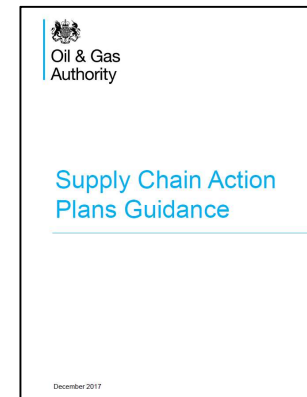 Oil & Gas
Authority
Supply Chain Action
Plans Guidance
December 2017